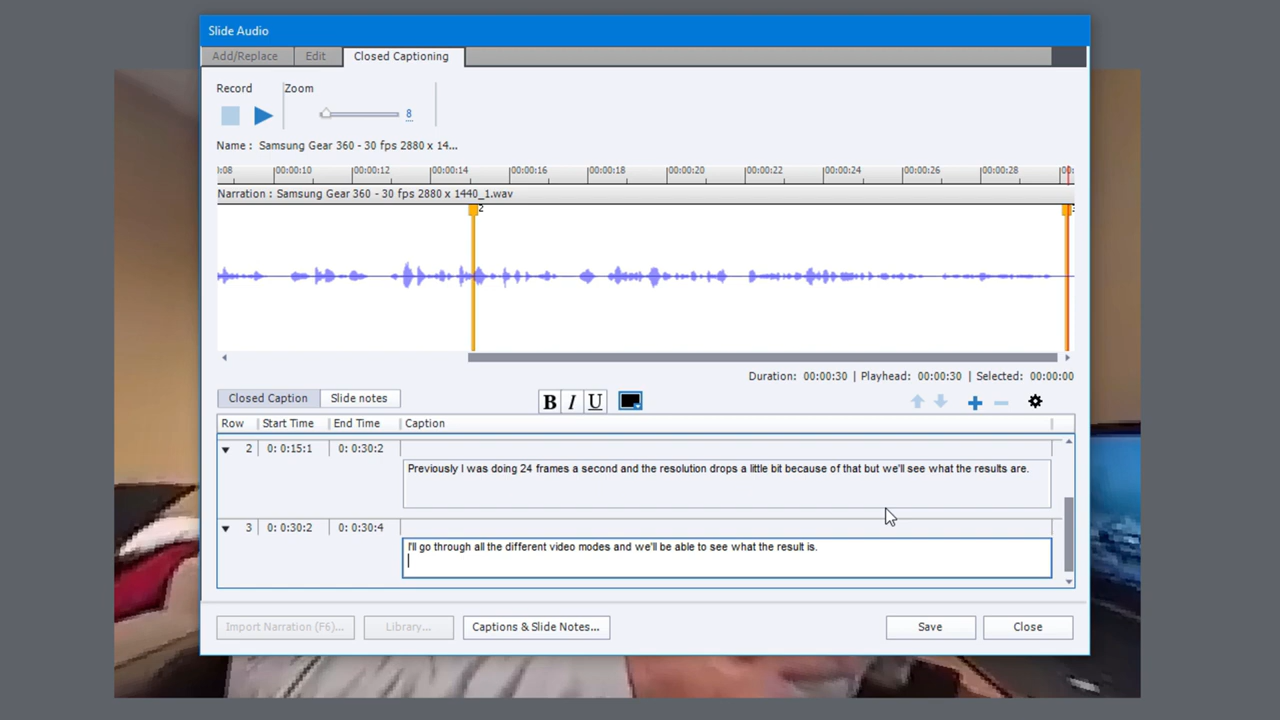 Slide Audio
Add/Replace Edit Closed Captioning
Record Zoom
8
Name : Samsung Gear 360 - 30 fps 2880 x 14...
):08 00:00:10 00:00:12 00:00:14 00:00:16 00:00:18 00:00:20 00:00:22 00:00:24 00:00:26 00:00:28 00:
Narration : Samsung Gear 360 - 30 fps 2880 x 1440_1.wav
2
Duration: 00:00:30 | Playhead: 00:00:30 | Selected: 00:00:00
Closed Caption Slide notes B I U
Row Start Time End Time Caption
2 0: 0:15:1 0: 0:30:2
Previously I was doing 24 frames a second and the resolution drops a little bit because of that but we'll see what the results are.
3 0: 0:30:2 0: 0:30:4
I'll go through all the different video modes and we'll be able to see what the result is.
Import Narration (F6)... Library... Captions & Slide Notes... Save Close